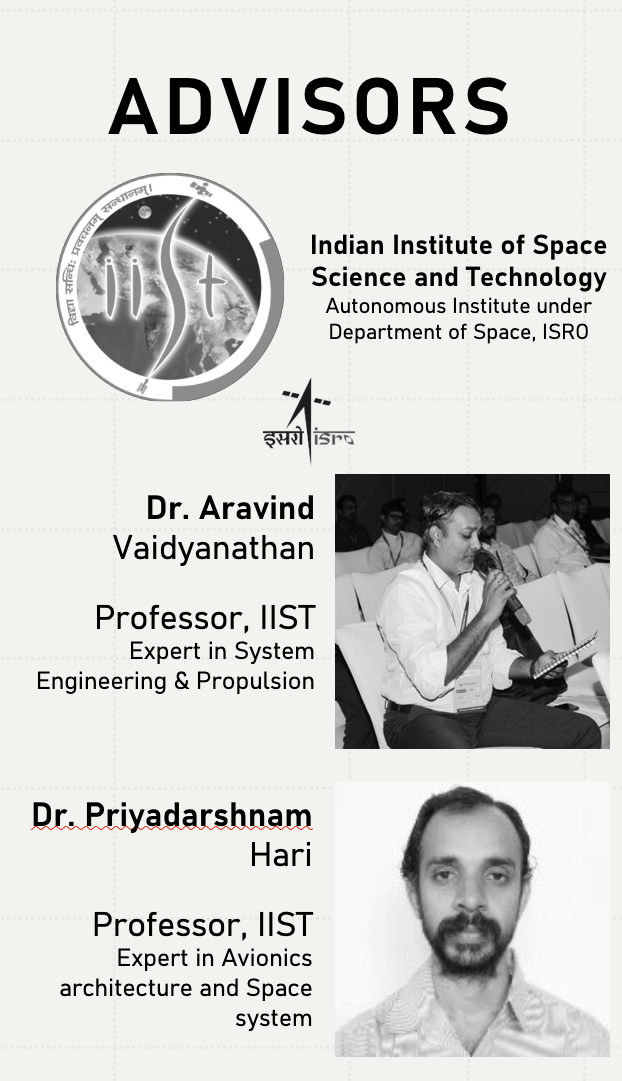 ADVISORS
विद्या सन्धिः प्रवचनम् सन्धानम्।
iist
Indian Institute of Space
Science and Technology
Autonomous Institute under
Department of Space, ISRO
इसरो isro
Dr. Aravind
Vaidyanathan
Professor, IIST
Expert in System
Engineering & Propulsion
Dr. Priyadarshnam
Hari
Professor, IIST
Expert in Avionics
architecture and Space
system